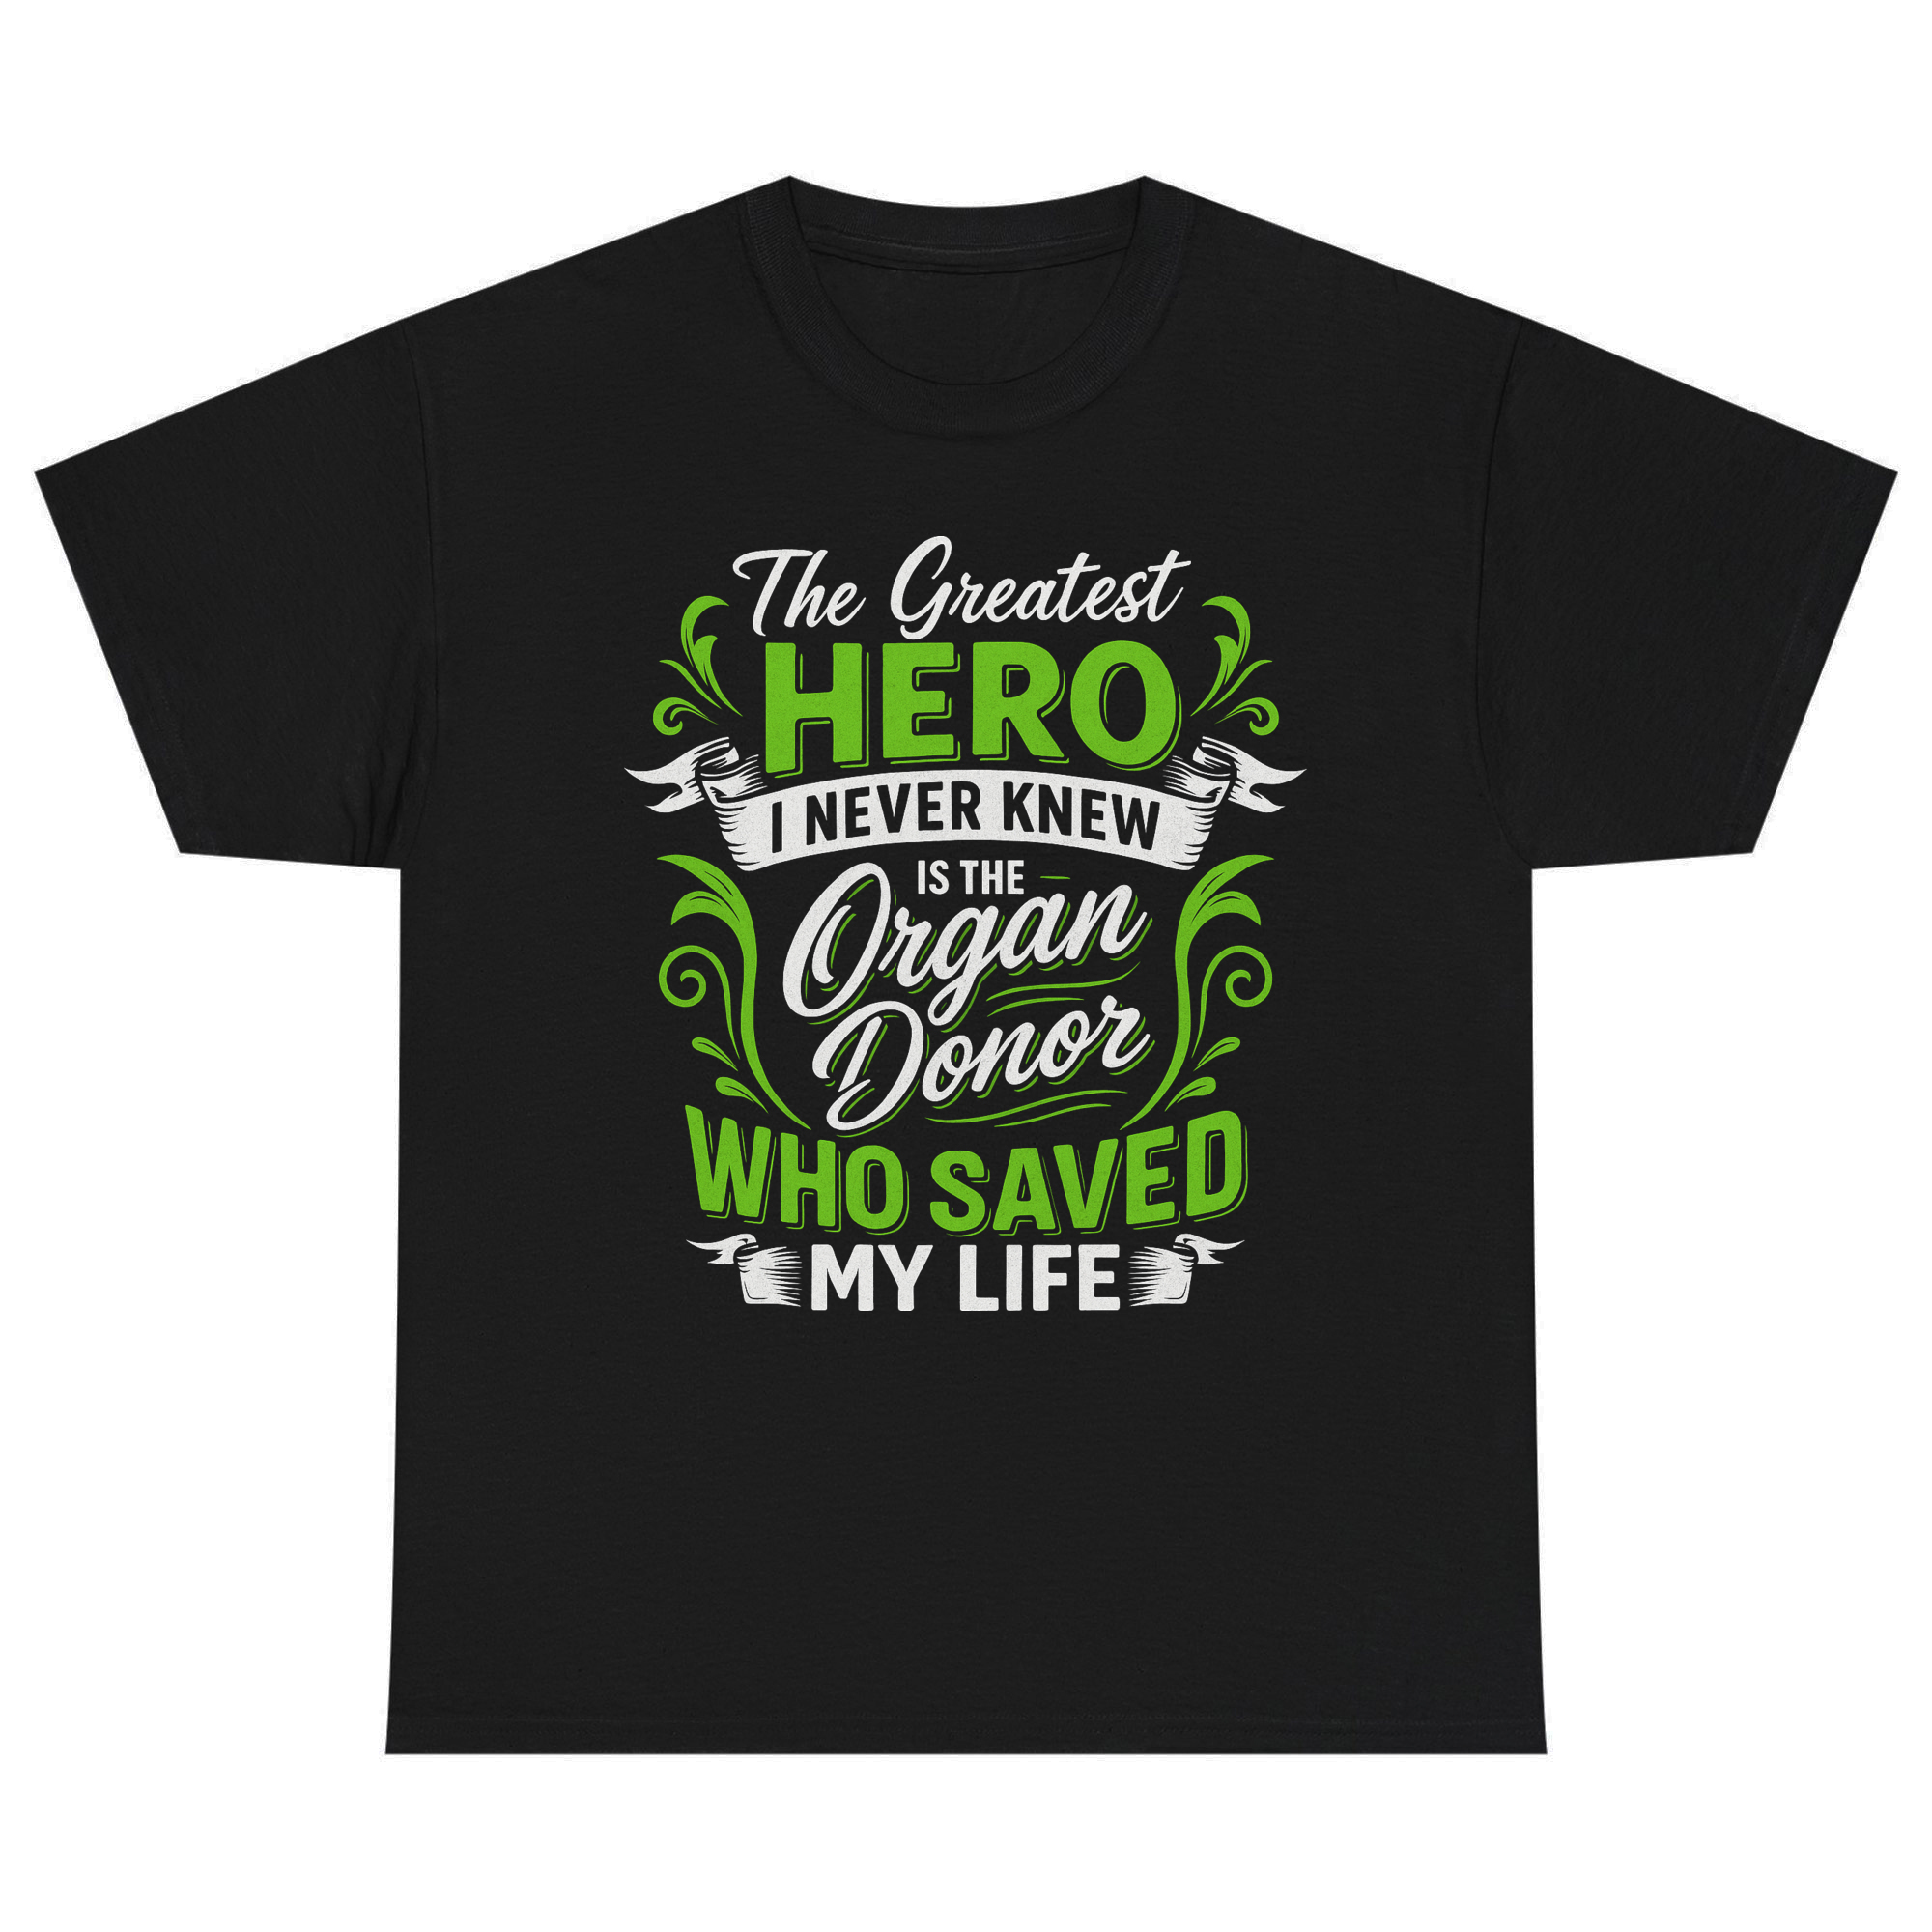 The Greatest
HERO
I NEVER KNEW
IS THE
Organ
Donor
WHO SAVED
MY LIFE